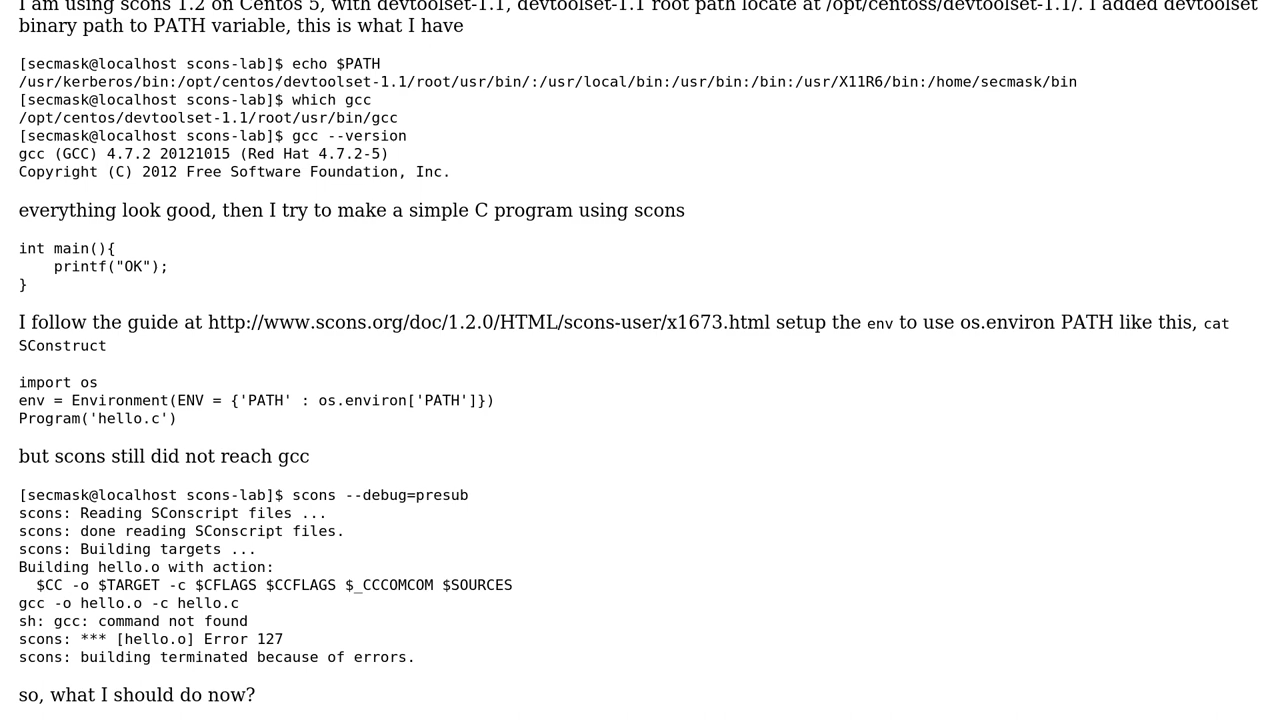 I am using scons 1.2 on Centos 5, with devtoolset-1.1, devtoolset-1.1 root path locate at /opt/centoss/devtoolset-1.1/. I added devtoolset
binary path to PATH variable, this is what I have
[secmask@localhost scons-lab]$ echo $PATH
/usr/kerberos/bin:/opt/centos/devtoolset-1.1/root/usr/bin/:/usr/local/bin:/usr/bin:/bin:/usr/X11R6/bin:/home/secmask/bin
[secmask@localhost scons-lab]$ which gcc
/opt/centos/devtoolset-1.1/root/usr/bin/gcc
[secmask@localhost scons-lab]$ gcc --version
gcc (GCC) 4.7.2 20121015 (Red Hat 4.7.2-5)
Copyright (C) 2012 Free Software Foundation, Inc.
everything look good, then I try to make a simple C program using scons
int main(){
    printf("OK");
}
I follow the guide at http://www.scons.org/doc/1.2.0/HTML/scons-user/x1673.html setup the env to use os.environ PATH like this, cat
SConstruct
import os
env = Environment(ENV = {'PATH' : os.environ['PATH']})
Program('hello.c')
but scons still did not reach gcc
[secmask@localhost scons-lab]$ scons --debug=presub
scons: Reading SConscript files ...
scons: done reading SConscript files.
scons: Building targets ...
Building hello.o with action:
  $CC -o $TARGET -c $CFLAGS $CCFLAGS $_CCCOMCOM $SOURCES
gcc -o hello.o -c hello.c
sh: gcc: command not found
scons: *** [hello.o] Error 127
scons: building terminated because of errors.
so, what I should do now?